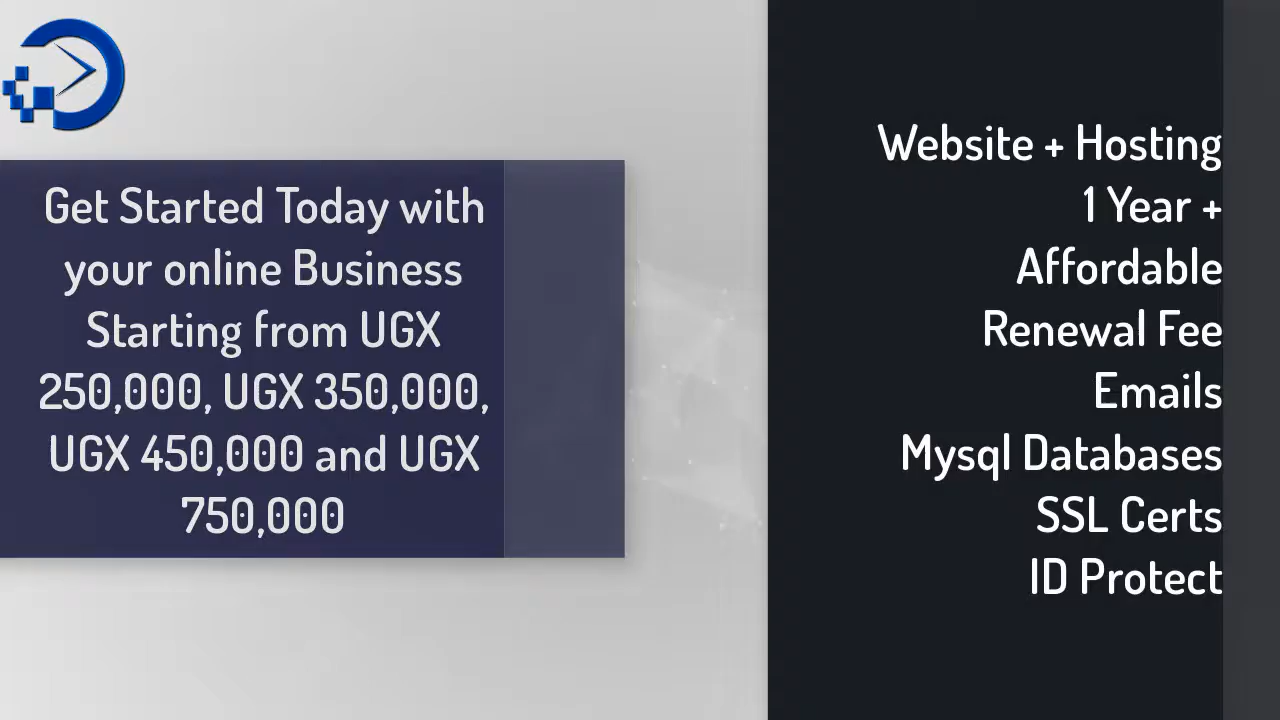 Get Started Today with
your online Business
Starting from UGX
250,000, UGX 350,000,
UGX 450,000 and UGX
750,000
Website + Hosting
1 Year +
Affordable
Renewal Fee
Emails
Mysql Databases
SSL Certs
ID Protect